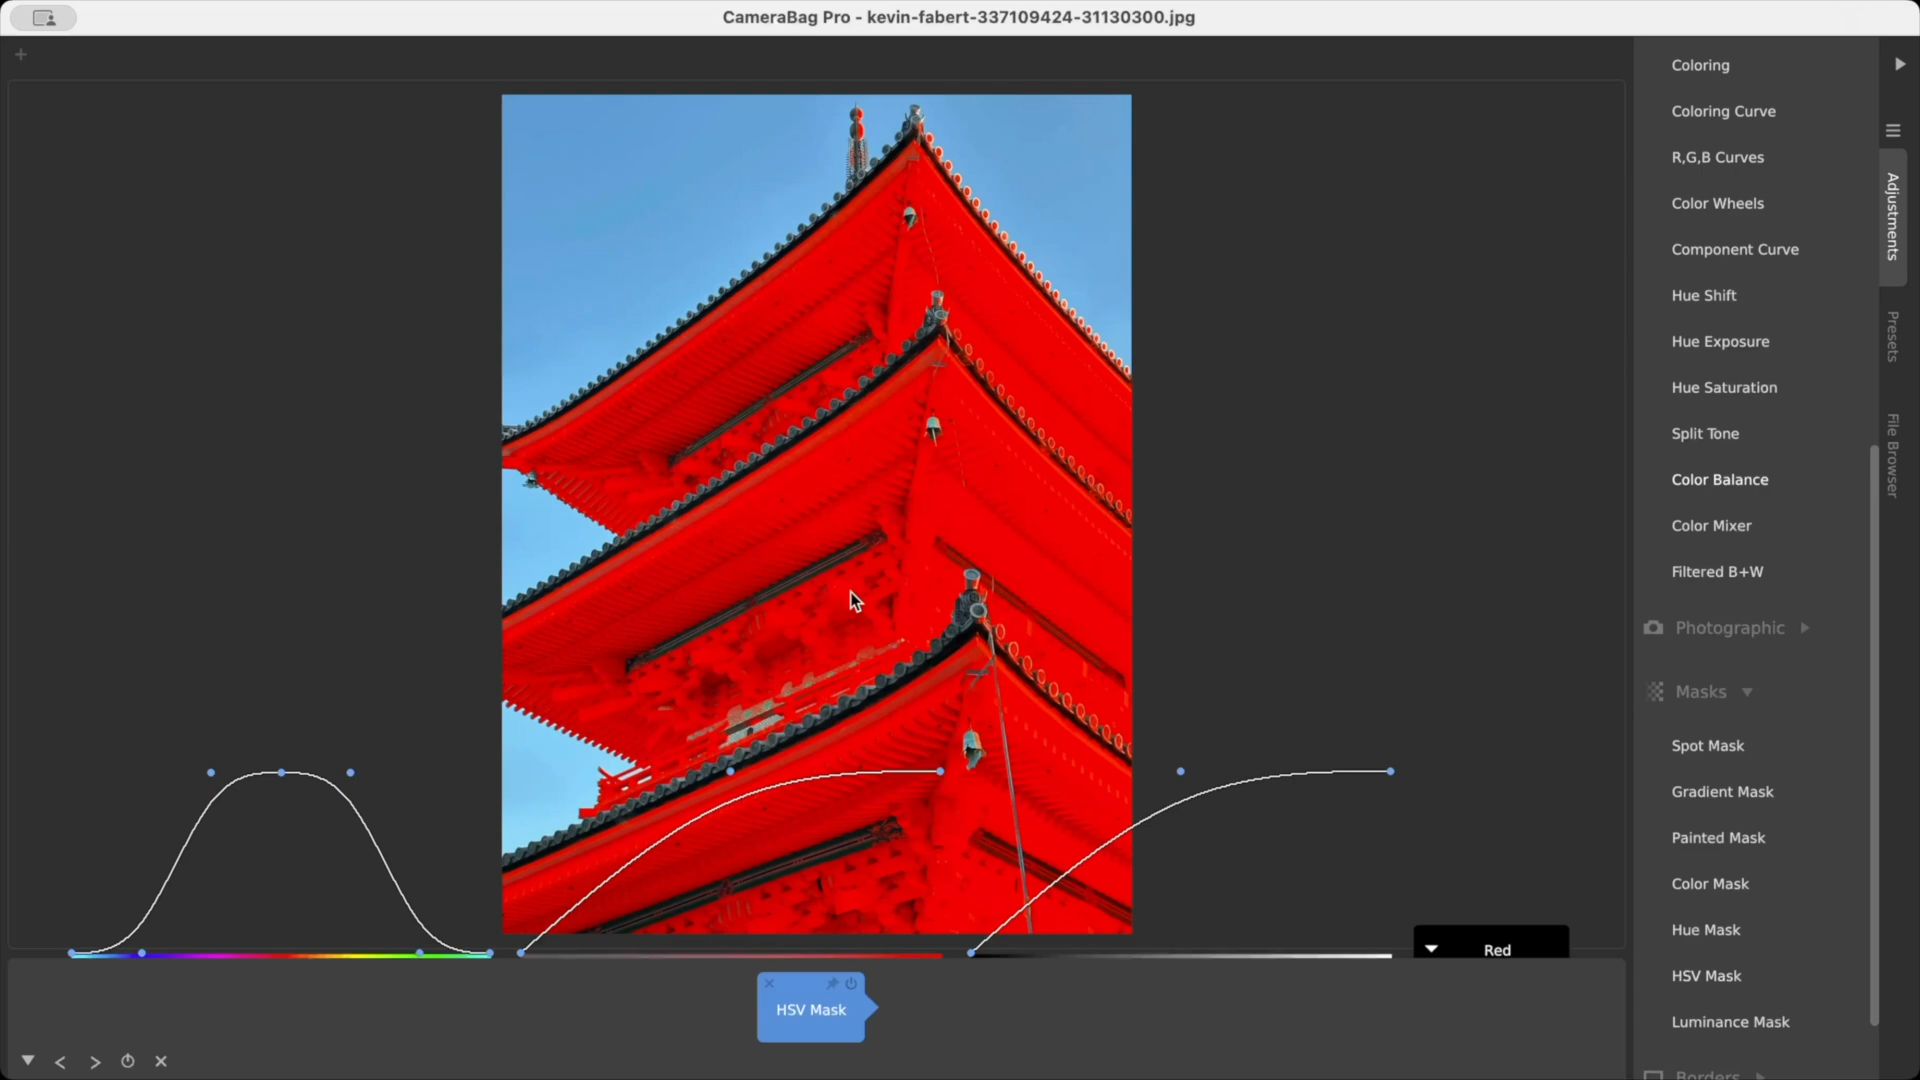 CameraBag Pro - kevin-fabert-337109424-31130300.jpg
Coloring
Coloring Curve
R,G,B Curves
Color Wheels
Component Curve
Hue Shift
Hue Exposure
Hue Saturation
Split Tone
Color Balance
Color Mixer
Filtered B+W
Photographic
Masks
Spot Mask
Gradient Mask
Painted Mask
Color Mask
Hue Mask
HSV Mask
Luminance Mask
Borders
Adjustments
Presets
File Browser
Red
HSV Mask